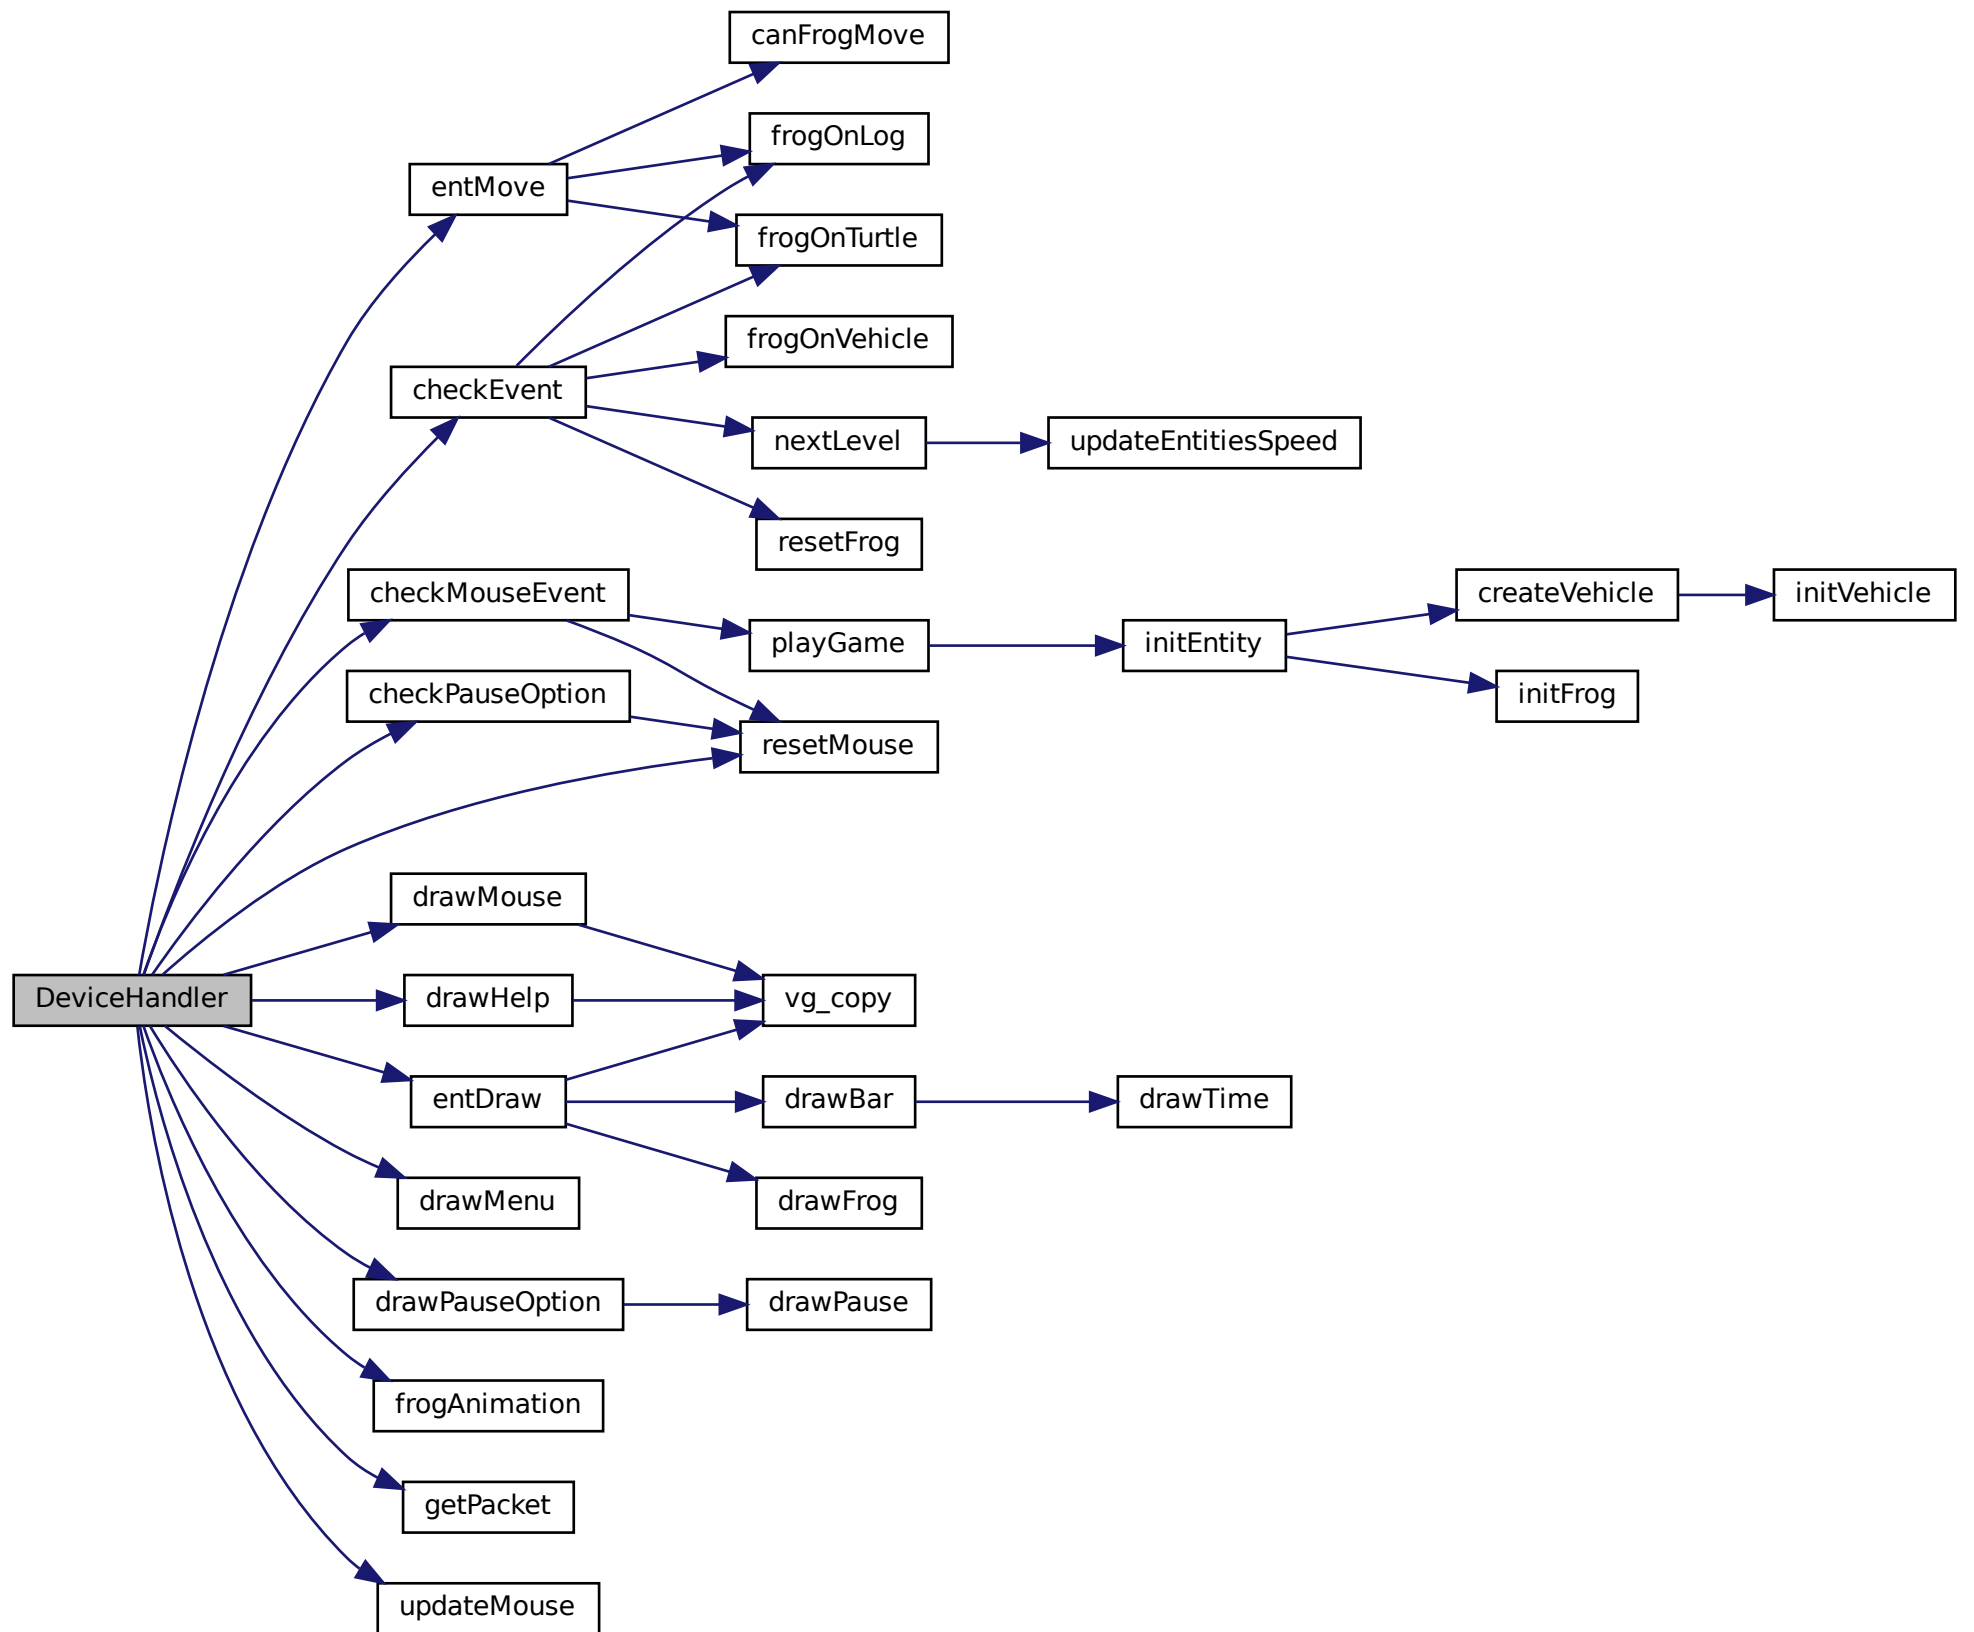 canFrogMove
frogOnLog
entMove
frogOnTurtle
frogOnVehicle
checkEvent
nextLevel
updateEntitiesSpeed
resetFrog
checkMouseEvent
createVehicle
initVehicle
playGame
initEntity
checkPauseOption
initFrog
resetMouse
drawMouse
DeviceHandler
drawHelp
vg_copy
entDraw
drawBar
drawTime
drawMenu
drawFrog
drawPauseOption
drawPause
frogAnimation
getPacket
updateMouse